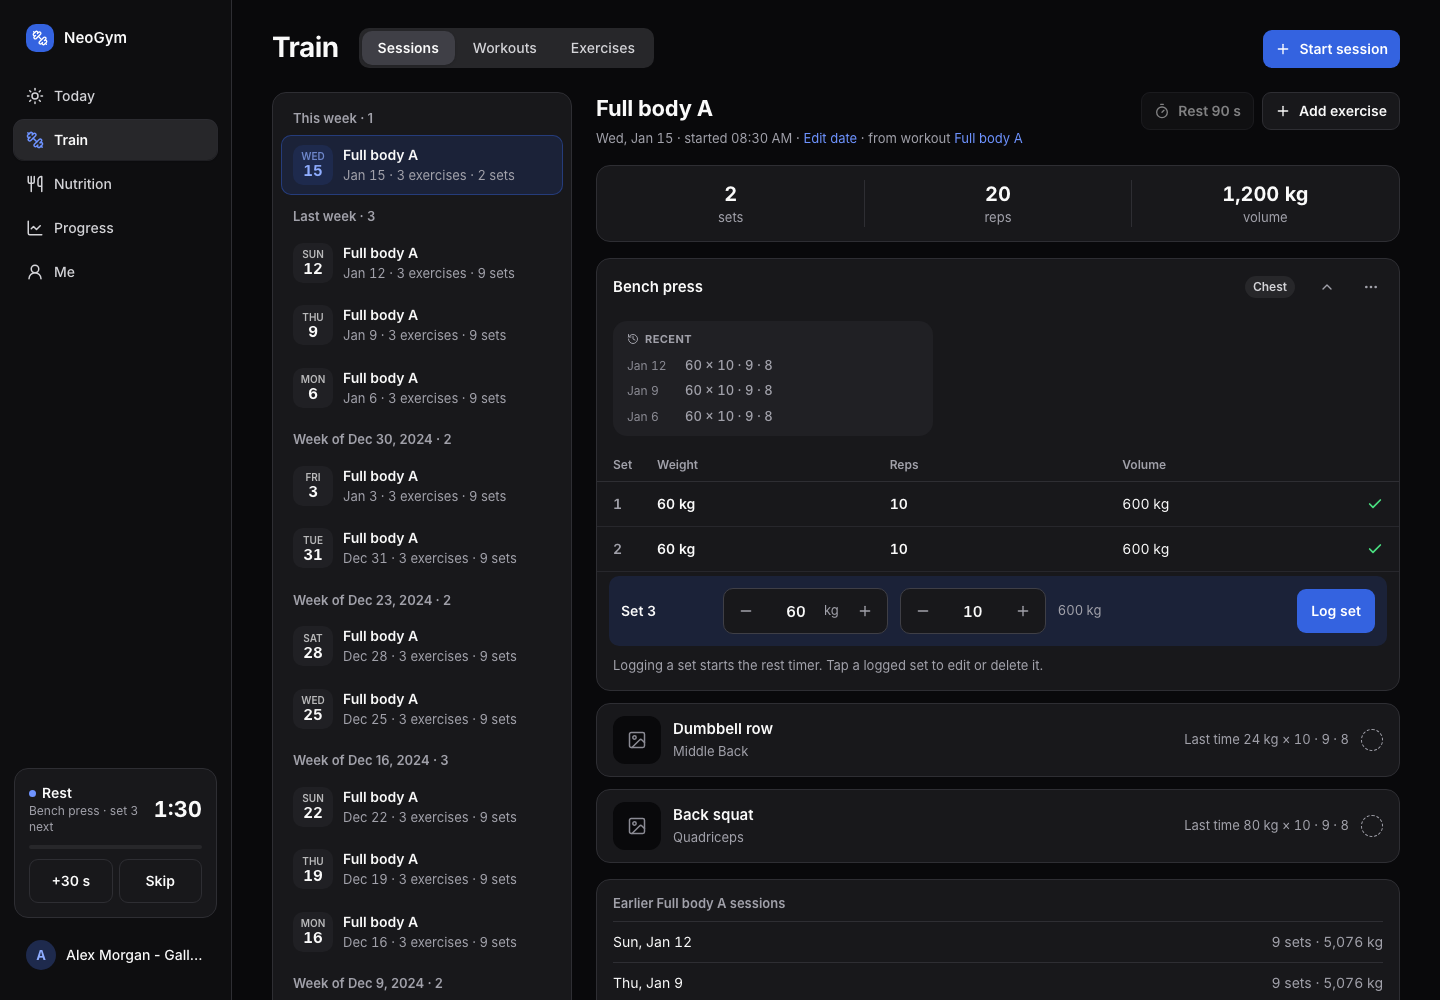 NeoGym
Today
Train
Nutrition
Progress
Me
Rest
Bench press · set 3
next
1:30
+30 s
Skip
A
Alex Morgan - Gall...
Train
Sessions
Workouts
Exercises
Start session
This week · 1
WED
15
Full body A
Jan 15 · 3 exercises · 2 sets
Last week · 3
SUN
12
Full body A
Jan 12 · 3 exercises · 9 sets
THU
9
Full body A
Jan 9 · 3 exercises · 9 sets
MON
6
Full body A
Jan 6 · 3 exercises · 9 sets
Week of Dec 30, 2024 · 2
FRI
3
Full body A
Jan 3 · 3 exercises · 9 sets
TUE
31
Full body A
Dec 31 · 3 exercises · 9 sets
Week of Dec 23, 2024 · 2
SAT
28
Full body A
Dec 28 · 3 exercises · 9 sets
WED
25
Full body A
Dec 25 · 3 exercises · 9 sets
Week of Dec 16, 2024 · 3
SUN
22
Full body A
Dec 22 · 3 exercises · 9 sets
THU
19
Full body A
Dec 19 · 3 exercises · 9 sets
MON
16
Full body A
Dec 16 · 3 exercises · 9 sets
Week of Dec 9, 2024 · 2
Full body A
Wed, Jan 15 · started 08:30 AM · Edit date · from workout Full body A
Rest 90 s
Add exercise
2
sets
20
reps
1,200 kg
volume
Bench press
Chest
RECENT
Jan 12 60 × 10 · 9 · 8
Jan 9 60 × 10 · 9 · 8
Jan 6 60 × 10 · 9 · 8
Set Weight Reps Volume
1 60 kg 10 600 kg
2 60 kg 10 600 kg
Set 3 − 60 kg + − 10 + 600 kg Log set
Logging a set starts the rest timer. Tap a logged set to edit or delete it.
Dumbbell row
Middle Back
Last time 24 kg × 10 · 9 · 8
Back squat
Quadriceps
Last time 80 kg × 10 · 9 · 8
Earlier Full body A sessions
Sun, Jan 12 9 sets · 5,076 kg
Thu, Jan 9 9 sets · 5,076 kg